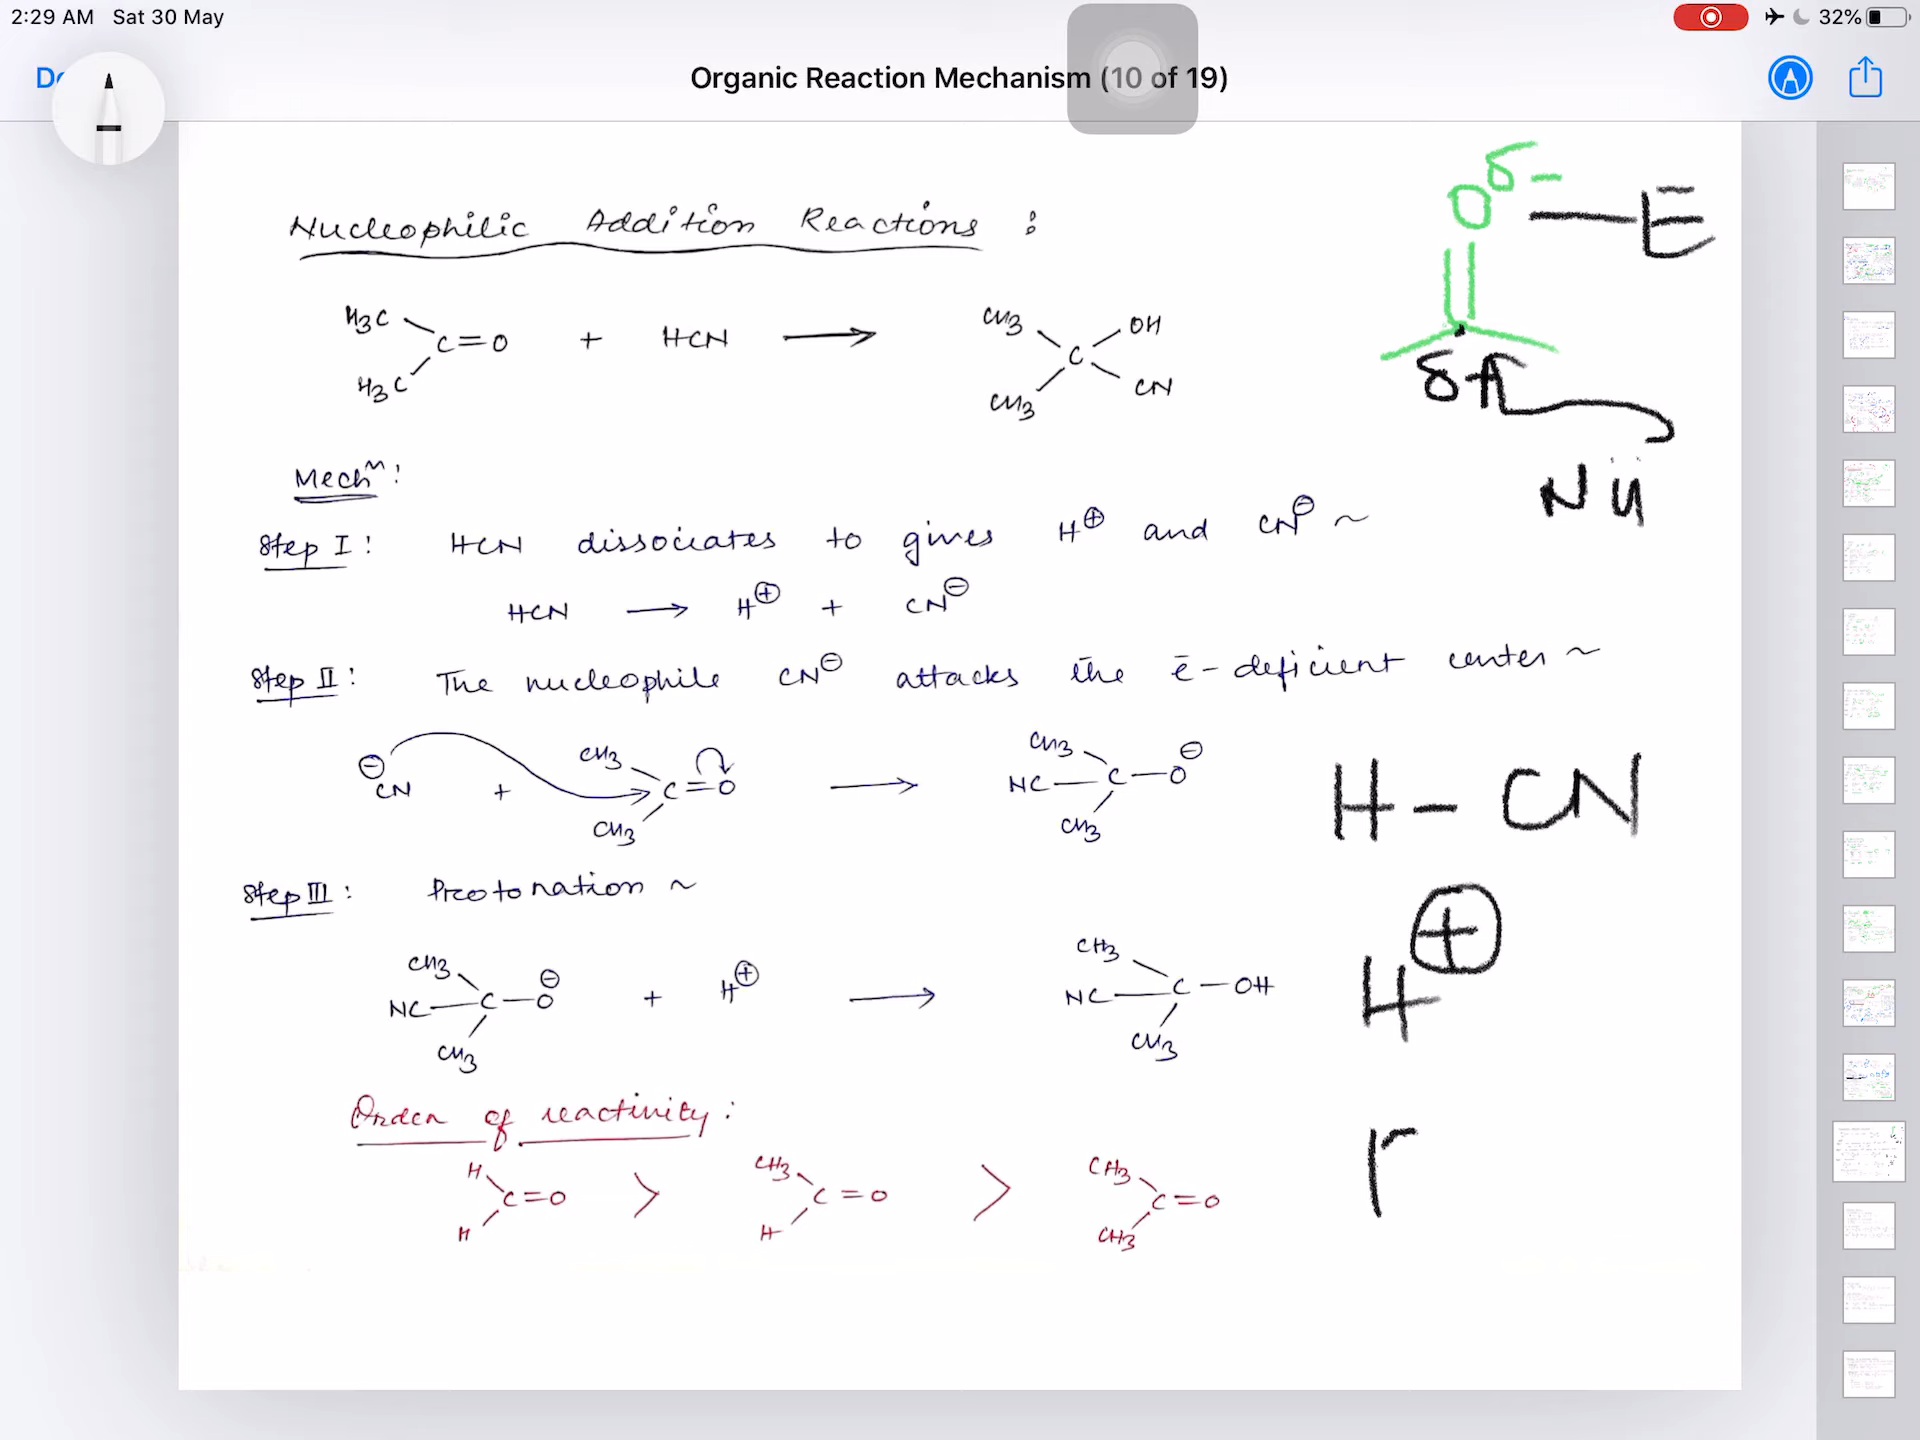 2:29 AM Sat 30 May
32%
Organic Reaction Mechanism (10 of 19)
Nucleophilic Addition Reactions :
H3C
C=O + HCN → CH3 C OH
H3C
CH3 CN
Mechᵐ :
Step I : HCN dissociates to gives H⊕ and CN⊖ ~
HCN → H⊕ + CN⊖
Step II : The nucleophile CN⊖ attacks the ē-deficient center ~
⊖CN + CH3 C=O → CH3 NC—C—O⊖
CH3 CH3
Step III : Protonation ~
CH3 CH3
NC—C—O⊖ + H⊕ → NC—C—OH
CH3 CH3
Order of reactivity :
H CH3 CH3
C=O > C=O > C=O
H H CH3
δ−
O — E
δ+
Nü
H - CN
H⊕